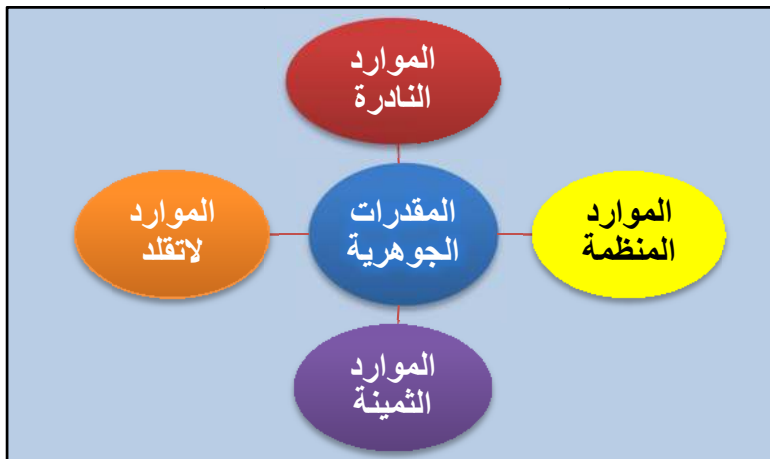 الموارد
النادرة
الموارد
المنظمة
المقدرات
الجوهرية
الموارد
لاتقلد
الموارد
الثمينة